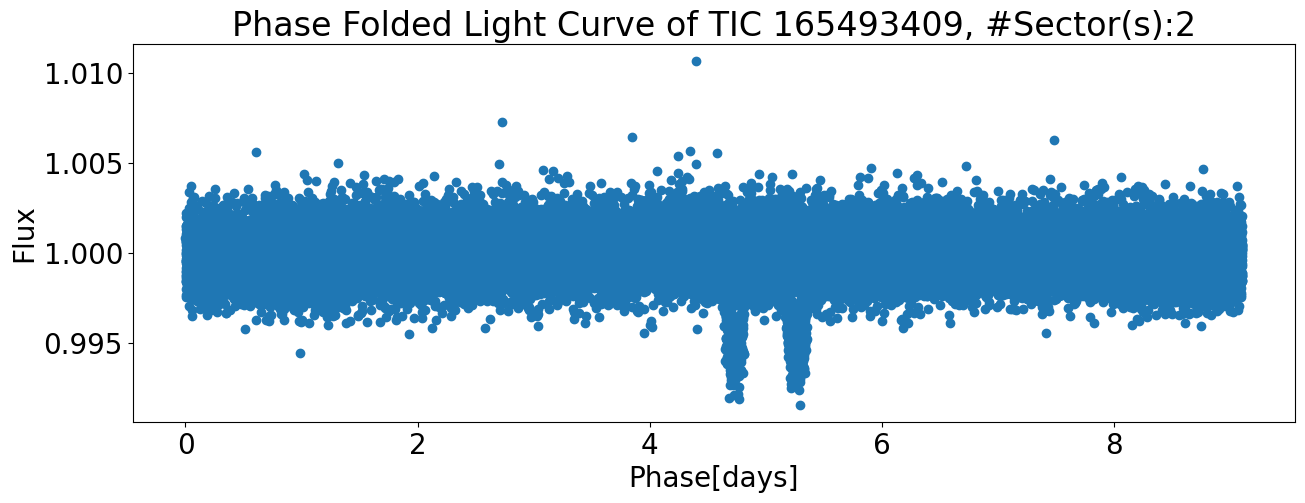 Phase Folded Light Curve of TIC 165493409, #Sector(s):2
1.010
1.005
1.000
0.995
Flux
0 2 4 6 8
Phase[days]